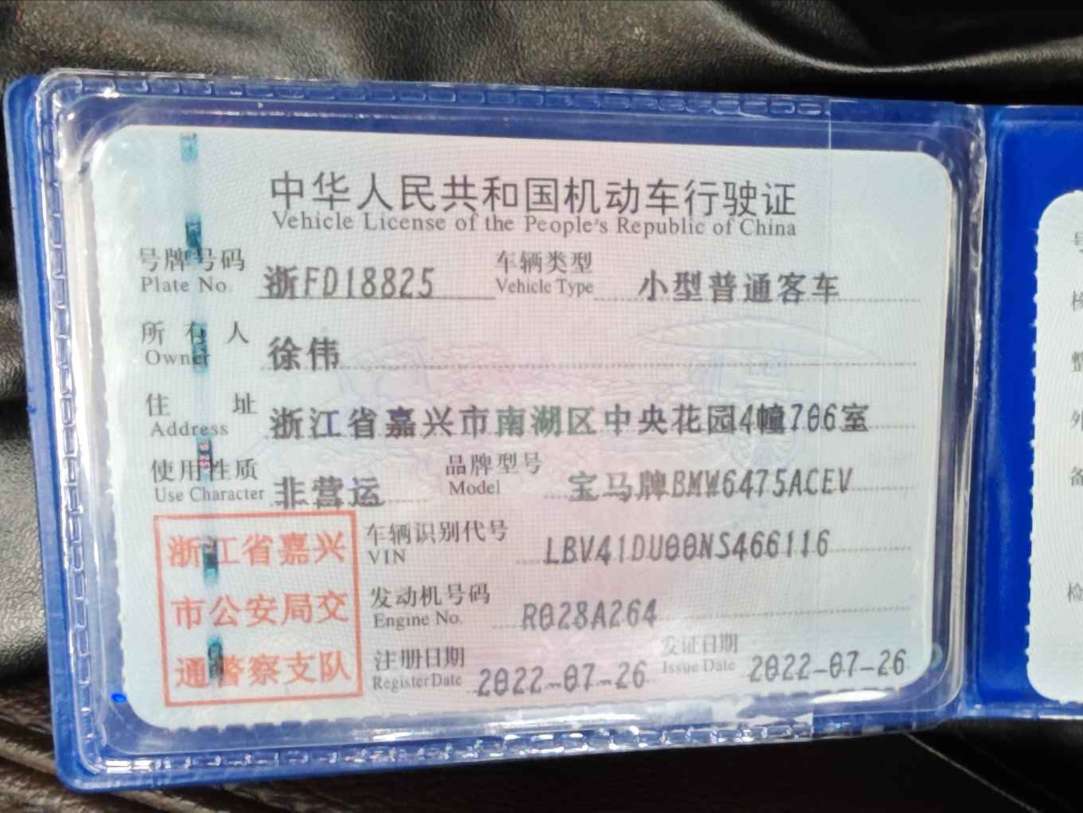 中华人民共和国机动车行驶证
Vehicle License of the People's Republic of China
号牌号码 浙FD18825 车辆类型 小型普通客车
Plate No. Vehicle Type
所有人 徐伟
Owner
住址 浙江省嘉兴市南湖区中央花园4幢706室
Address
使用性质 非营运 品牌型号 宝马牌BMW6475ACEV
Use Character Model
浙江省嘉兴
市公安局交
通警察支队
车辆识别代号 LBV41DU00NS466116
VIN
发动机号码 R028A264
Engine No.
注册日期 2022-07-26 发证日期 2022-07-26
Register Date Issue Date